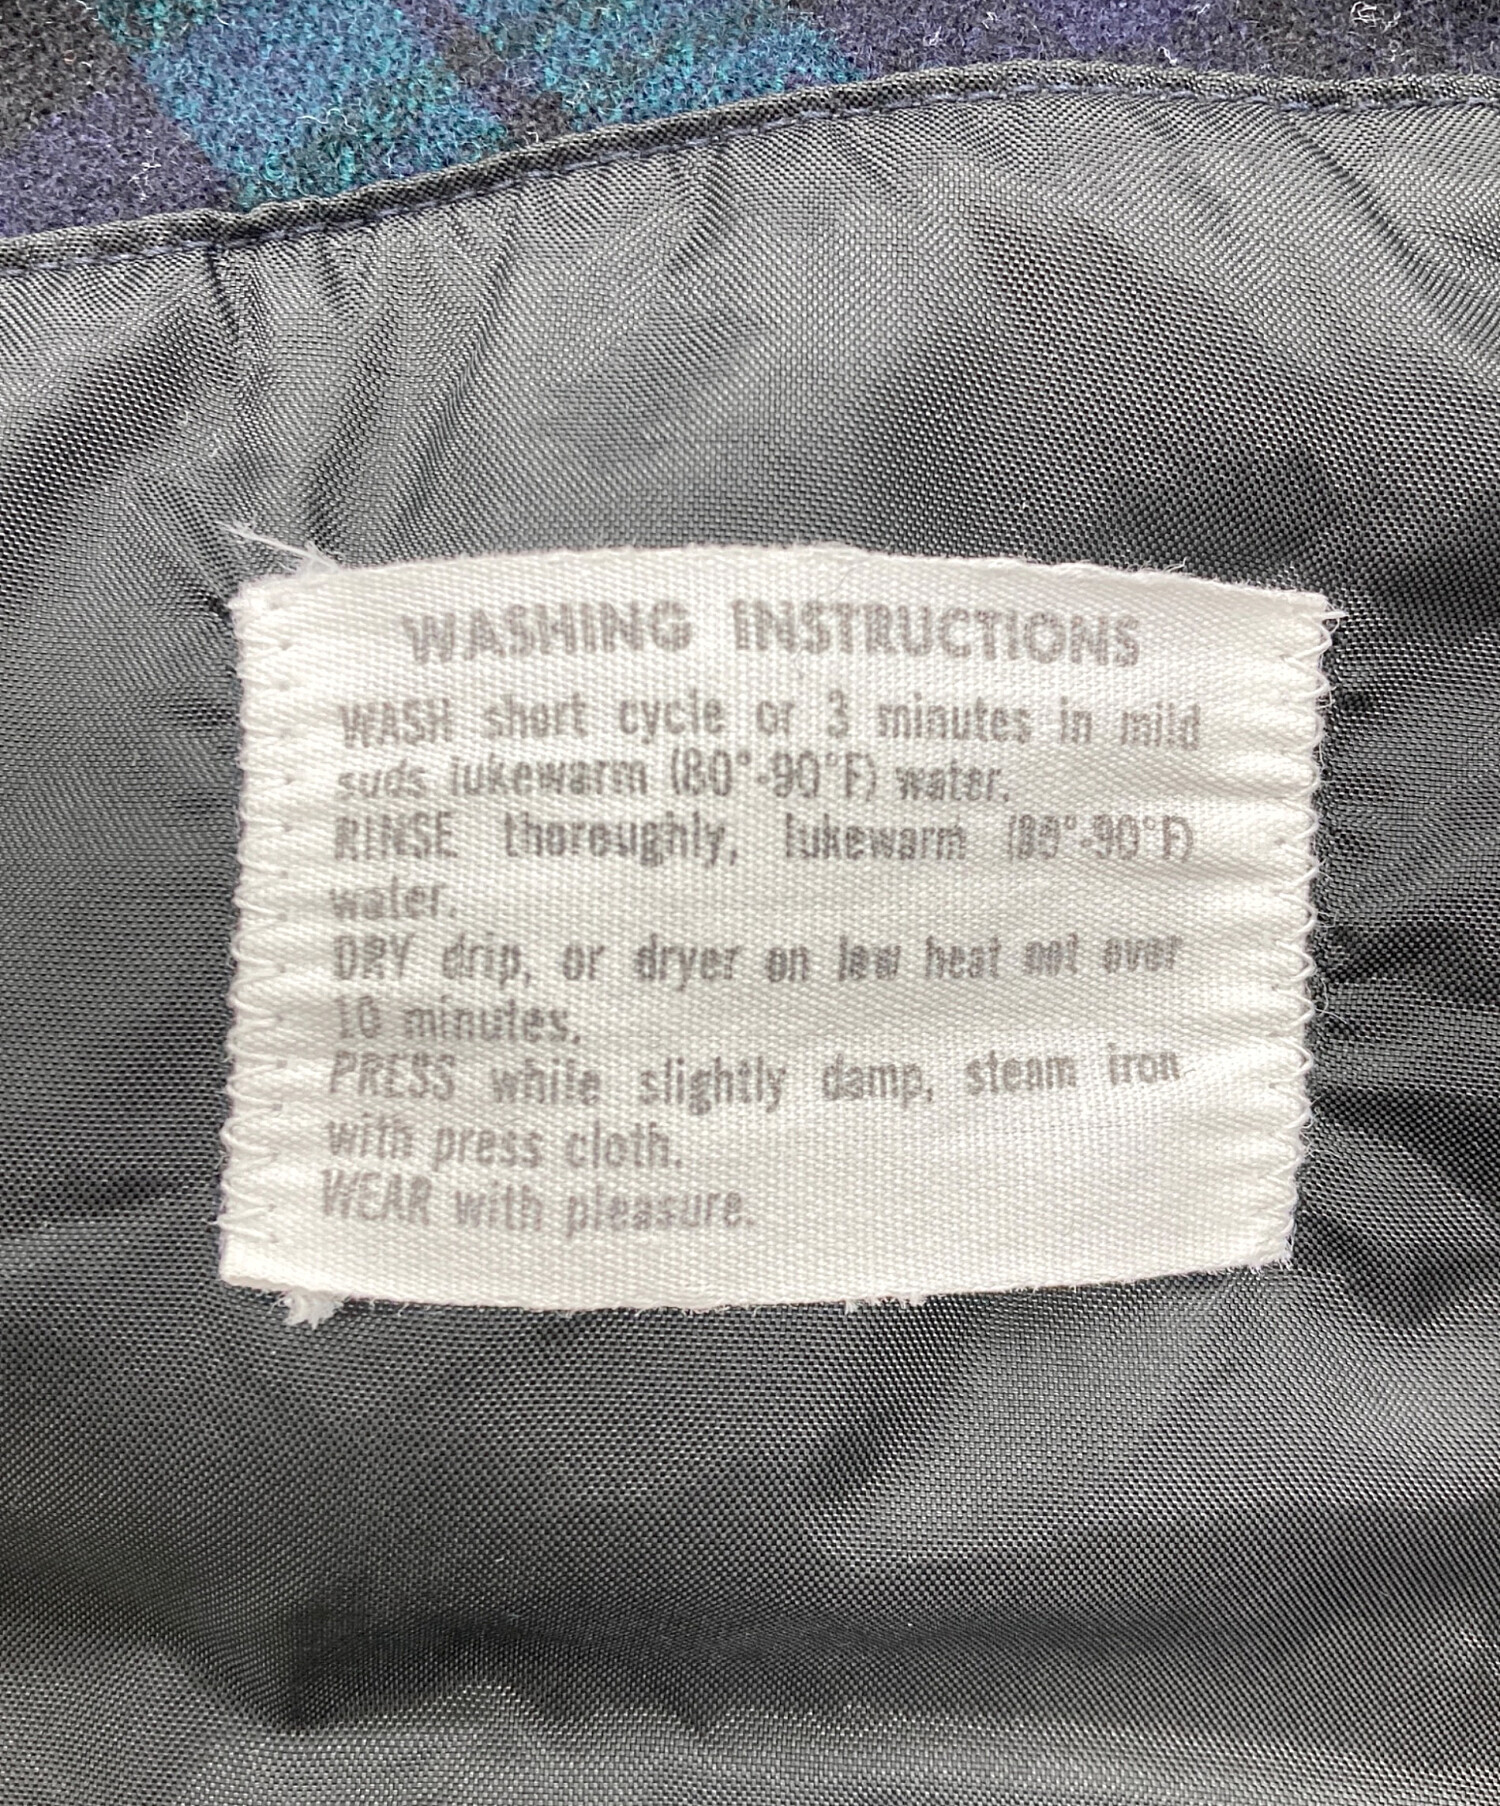 WASHING INSTRUCTIONS
WASH short cycle or 3 minutes in mild
suds lukewarm (80°-90°F) water.
RINSE thoroughly, lukewarm (80°-90°F)
water.
DRY drip, or dryer on low heat not over
10 minutes.
PRESS while slightly damp, steam iron
with press cloth.
WEAR with pleasure.